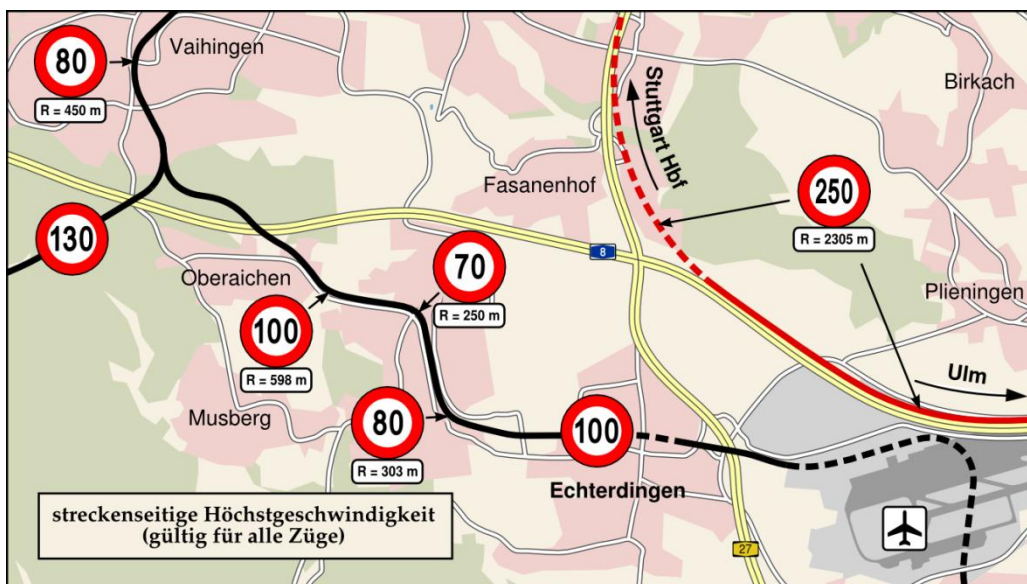 80
R = 450 m
Vaihingen
130
Oberaichen
100
R = 598 m
70
R = 250 m
Musberg
80
R = 303 m
100
Echterdingen
Fasanenhof
8
Stuttgart Hbf
250
R = 2305 m
Birkach
Plieningen
Ulm
27
streckenseitige Höchstgeschwindigkeit
(gültig für alle Züge)